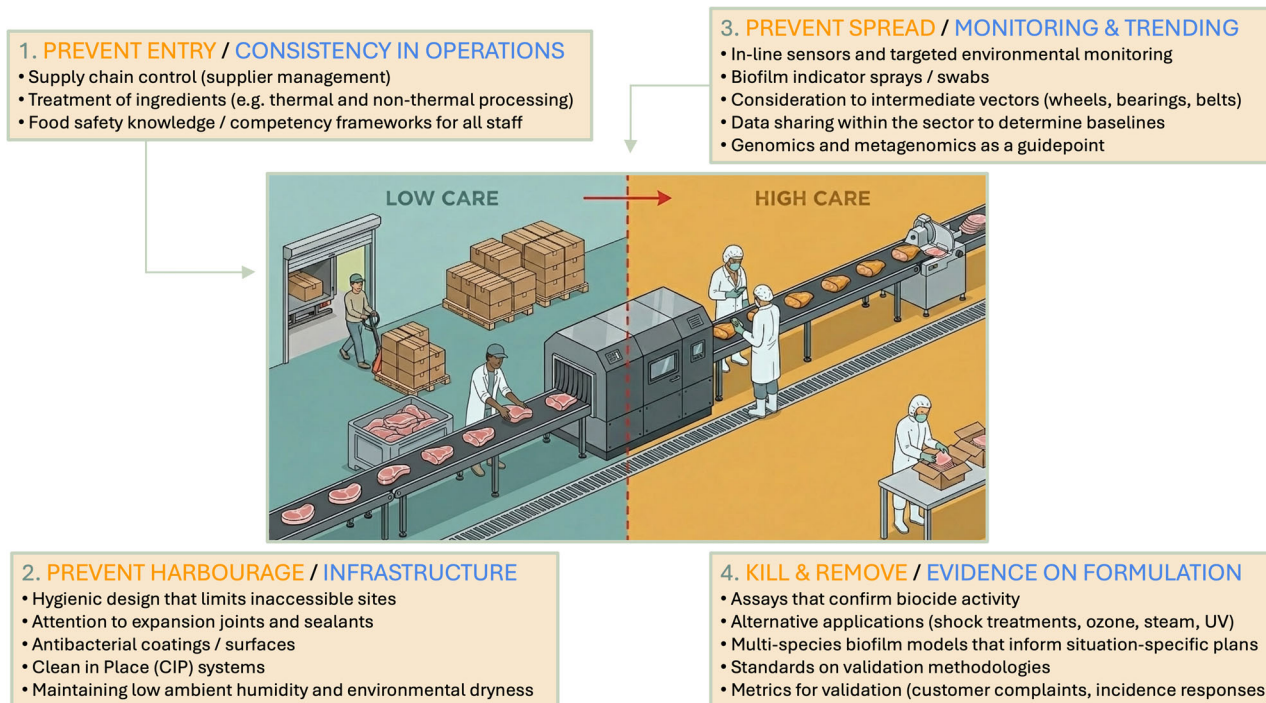 1. PREVENT ENTRY / CONSISTENCY IN OPERATIONS
• Supply chain control (supplier management)
• Treatment of ingredients (e.g. thermal and non-thermal processing)
• Food safety knowledge / competency frameworks for all staff
3. PREVENT SPREAD / MONITORING & TRENDING
• In-line sensors and targeted environmental monitoring
• Biofilm indicator sprays / swabs
• Consideration to intermediate vectors (wheels, bearings, belts)
• Data sharing within the sector to determine baselines
• Genomics and metagenomics as a guidepoint
LOW CARE
HIGH CARE
2. PREVENT HARBOURAGE / INFRASTRUCTURE
• Hygienic design that limits inaccessible sites
• Attention to expansion joints and sealants
• Antibacterial coatings / surfaces
• Clean in Place (CIP) systems
• Maintaining low ambient humidity and environmental dryness
4. KILL & REMOVE / EVIDENCE ON FORMULATION
• Assays that confirm biocide activity
• Alternative applications (shock treatments, ozone, steam, UV)
• Multi-species biofilm models that inform situation-specific plans
• Standards on validation methodologies
• Metrics for validation (customer complaints, incidence responses